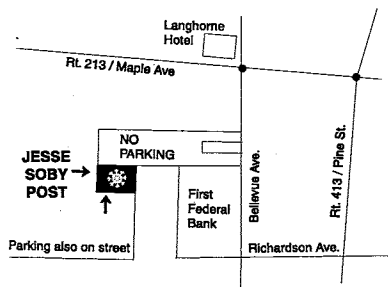 Langhorne
Hotel
Rt. 213 / Maple Ave
NO
PARKING
JESSE
SOBY
POST
First
Federal
Bank
Bellevue Ave.
Rt. 413 / Pine St.
Parking also on street
Richardson Ave.